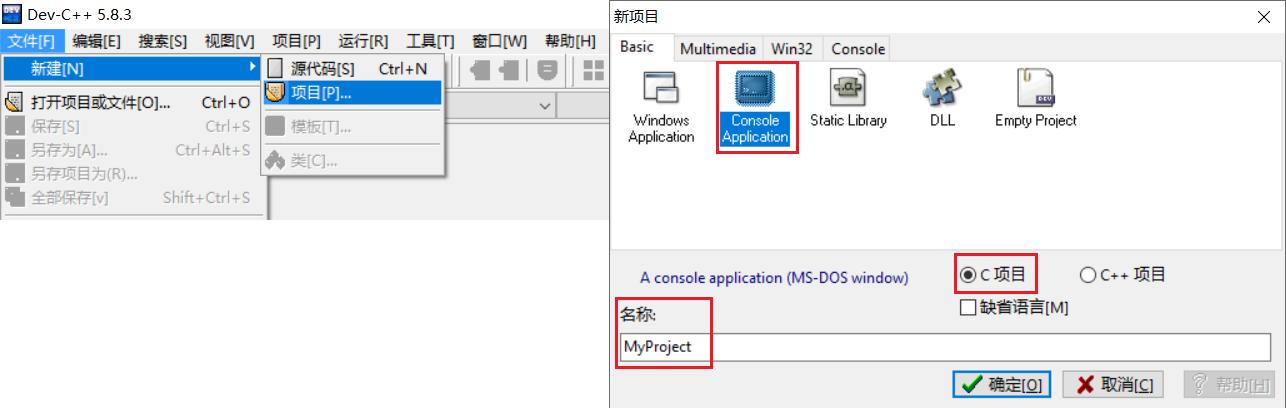 Dev-C++ 5.8.3
文件[F] 编辑[E] 搜索[S] 视图[V] 项目[P] 运行[R] 工具[T] 窗口[W] 帮助[H]
新建[N]
源代码[S] Ctrl+N
项目[P]...
模板[T]...
类[C]...
打开项目或文件[O]... Ctrl+O
保存[S] Ctrl+S
另存为[A]... Ctrl+Alt+S
另存项目为(R)...
全部保存[v] Shift+Ctrl+S
新项目
Basic Multimedia Win32 Console
Windows
Application
Console
Application
Static Library
DLL
Empty Project
A console application (MS-DOS window)
C 项目
C++ 项目
缺省语言[M]
名称:
MyProject
确定[O] 取消[C] 帮助[H]